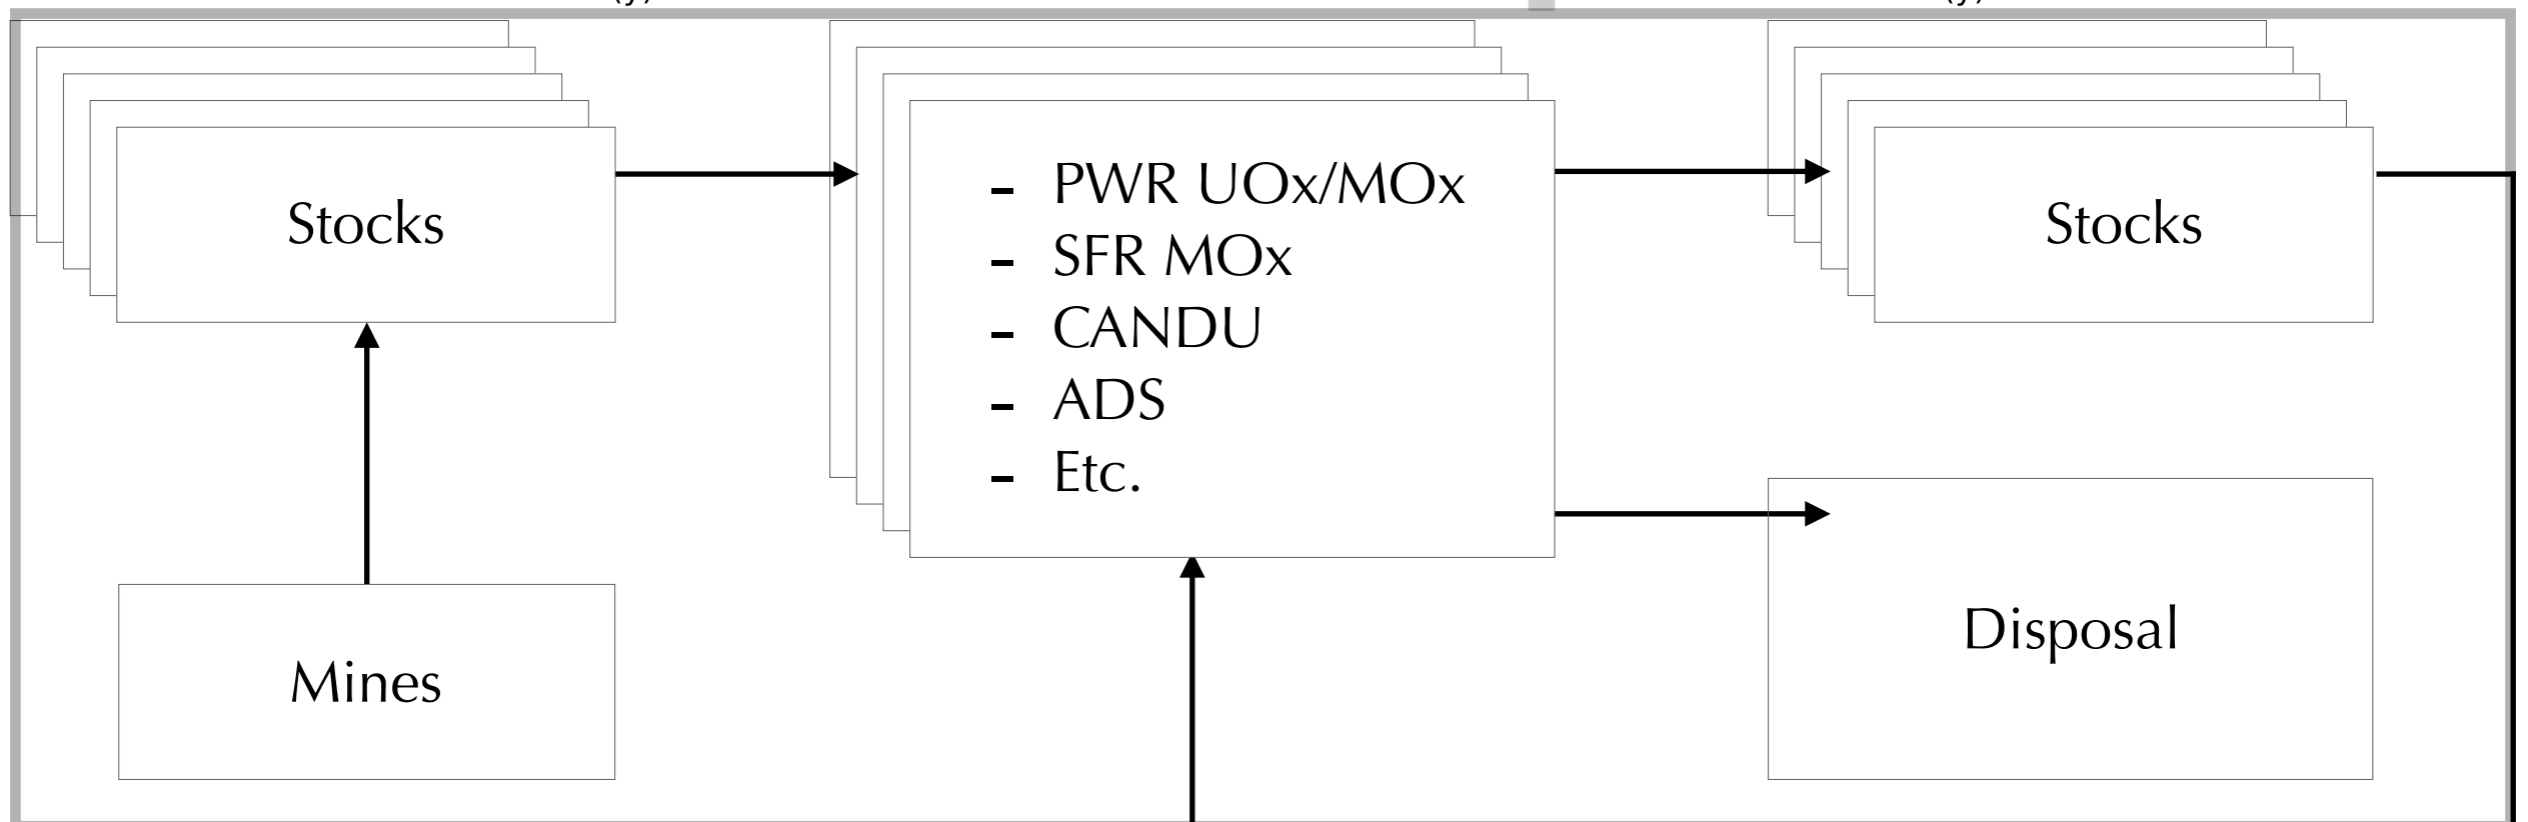 (y)
(y)
Stocks
- PWR UOx/MOx
- SFR MOx
- CANDU
- ADS
- Etc.
Stocks
Mines
Disposal